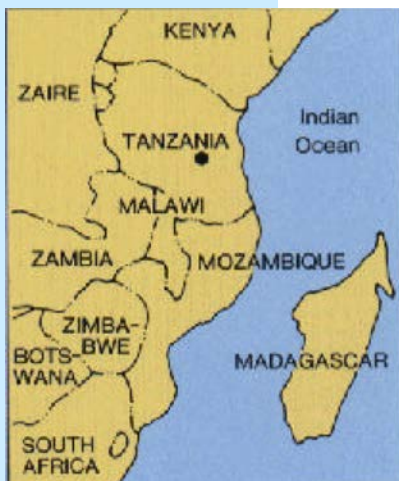 KENYA
ZAIRE
Indian
Ocean
TANZANIA
MALAWI
ZAMBIA
MOZAMBIQUE
ZIMBA-
BWE
BOTS-
WANA
MADAGASCAR
SOUTH
AFRICA